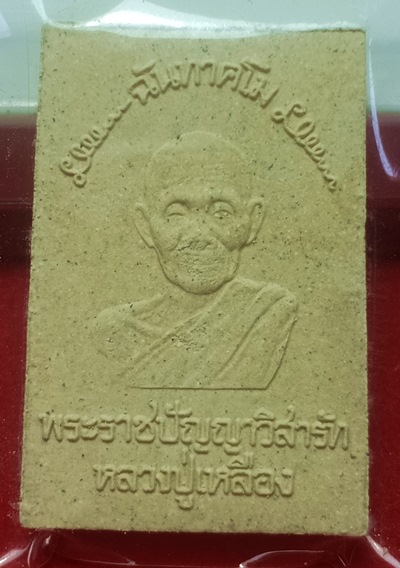 ฉันทาคโม
พระราชปัญญาวิสารัท
หลวงปู่เหลือง